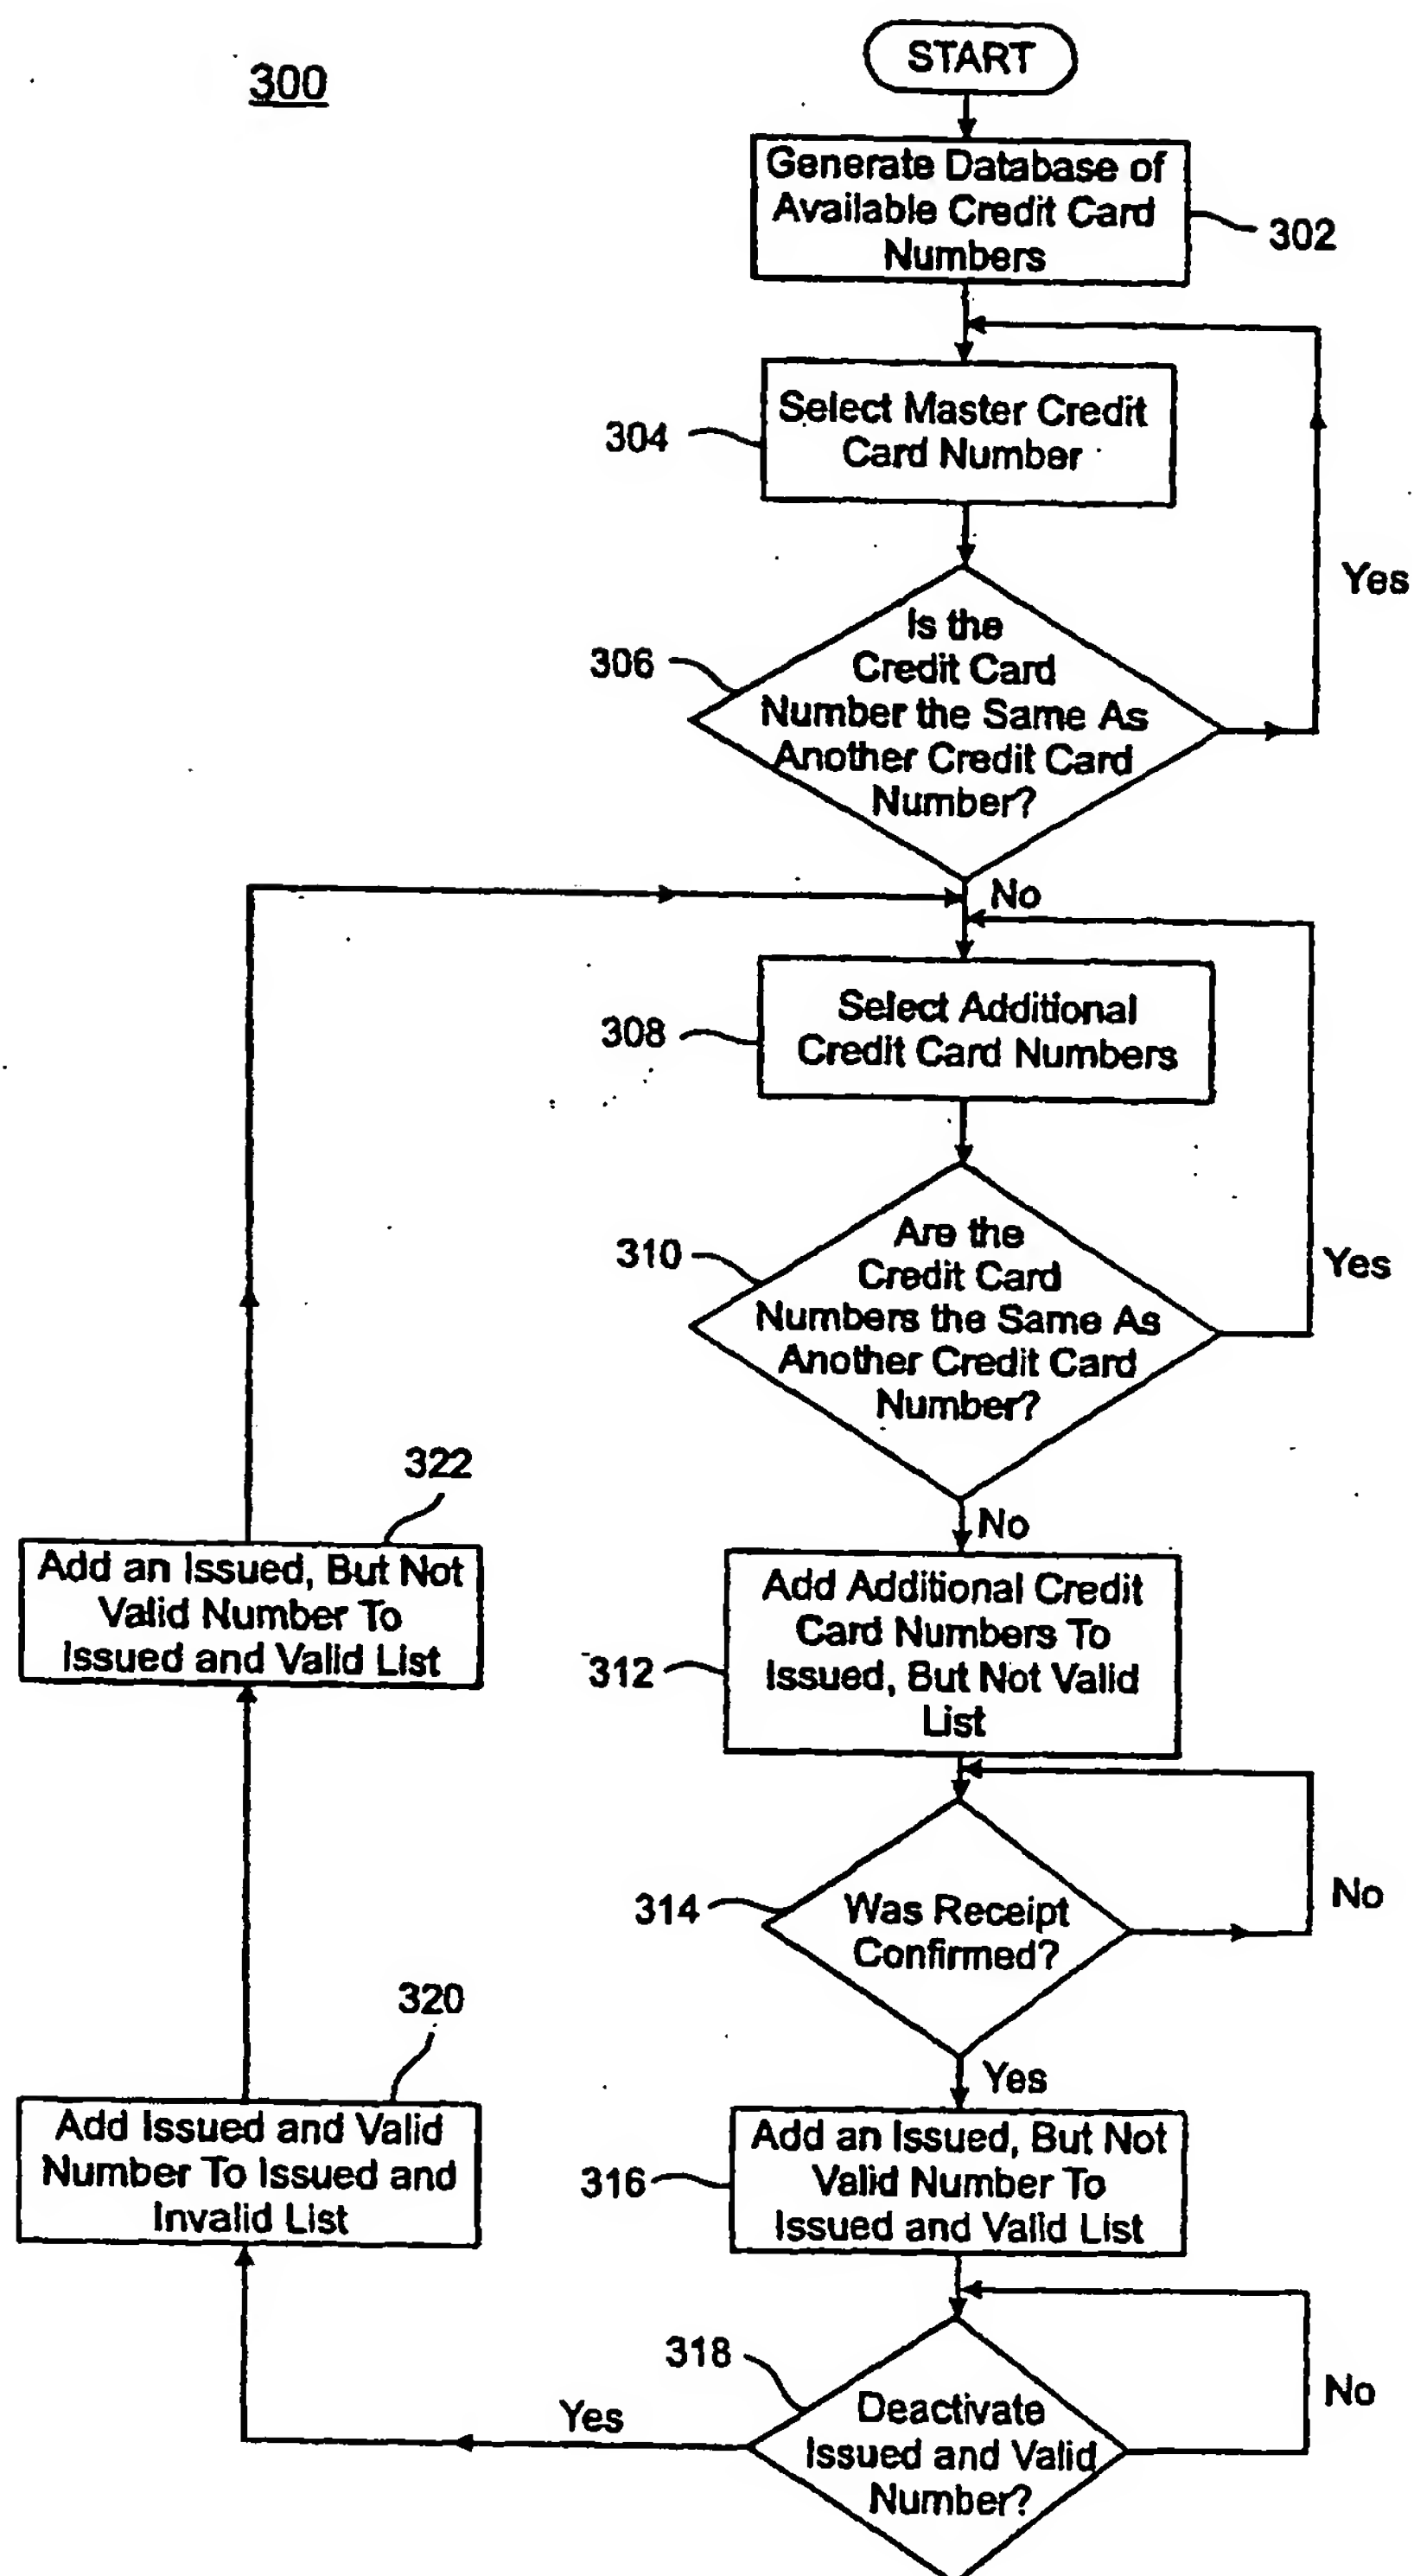 300
START
Generate Database of
Available Credit Card
Numbers
302
Select Master Credit
Card Number
304
Yes
Is the
Credit Card
Number the Same As
Another Credit Card
Number?
306
No
Select Additional
Credit Card Numbers
308
Are the
Credit Card
Numbers the Same As
Another Credit Card
Number?
310
Yes
No
322
Add an Issued, But Not
Valid Number To
Issued and Valid List
Add Additional Credit
Card Numbers To
Issued, But Not Valid
List
312
Was Receipt
Confirmed?
314
No
Yes
320
Add Issued and Valid
Number To Issued and
Invalid List
Add an Issued, But Not
Valid Number To
Issued and Valid List
316
318
Deactivate
Issued and Valid
Number?
No
Yes